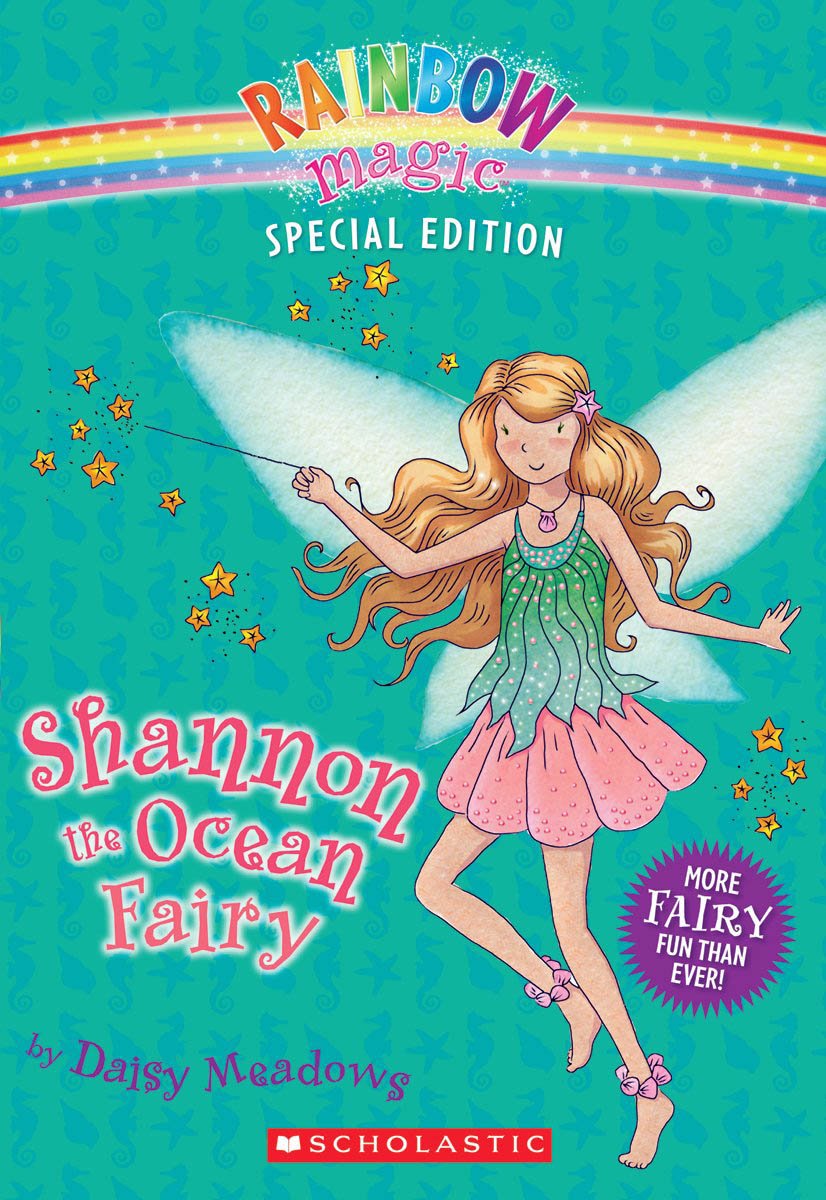 RAINBOW
magic
SPECIAL EDITION
Shannon
the Ocean
Fairy
MORE
FAIRY
FUN THAN
EVER!
by Daisy Meadows
SCHOLASTIC